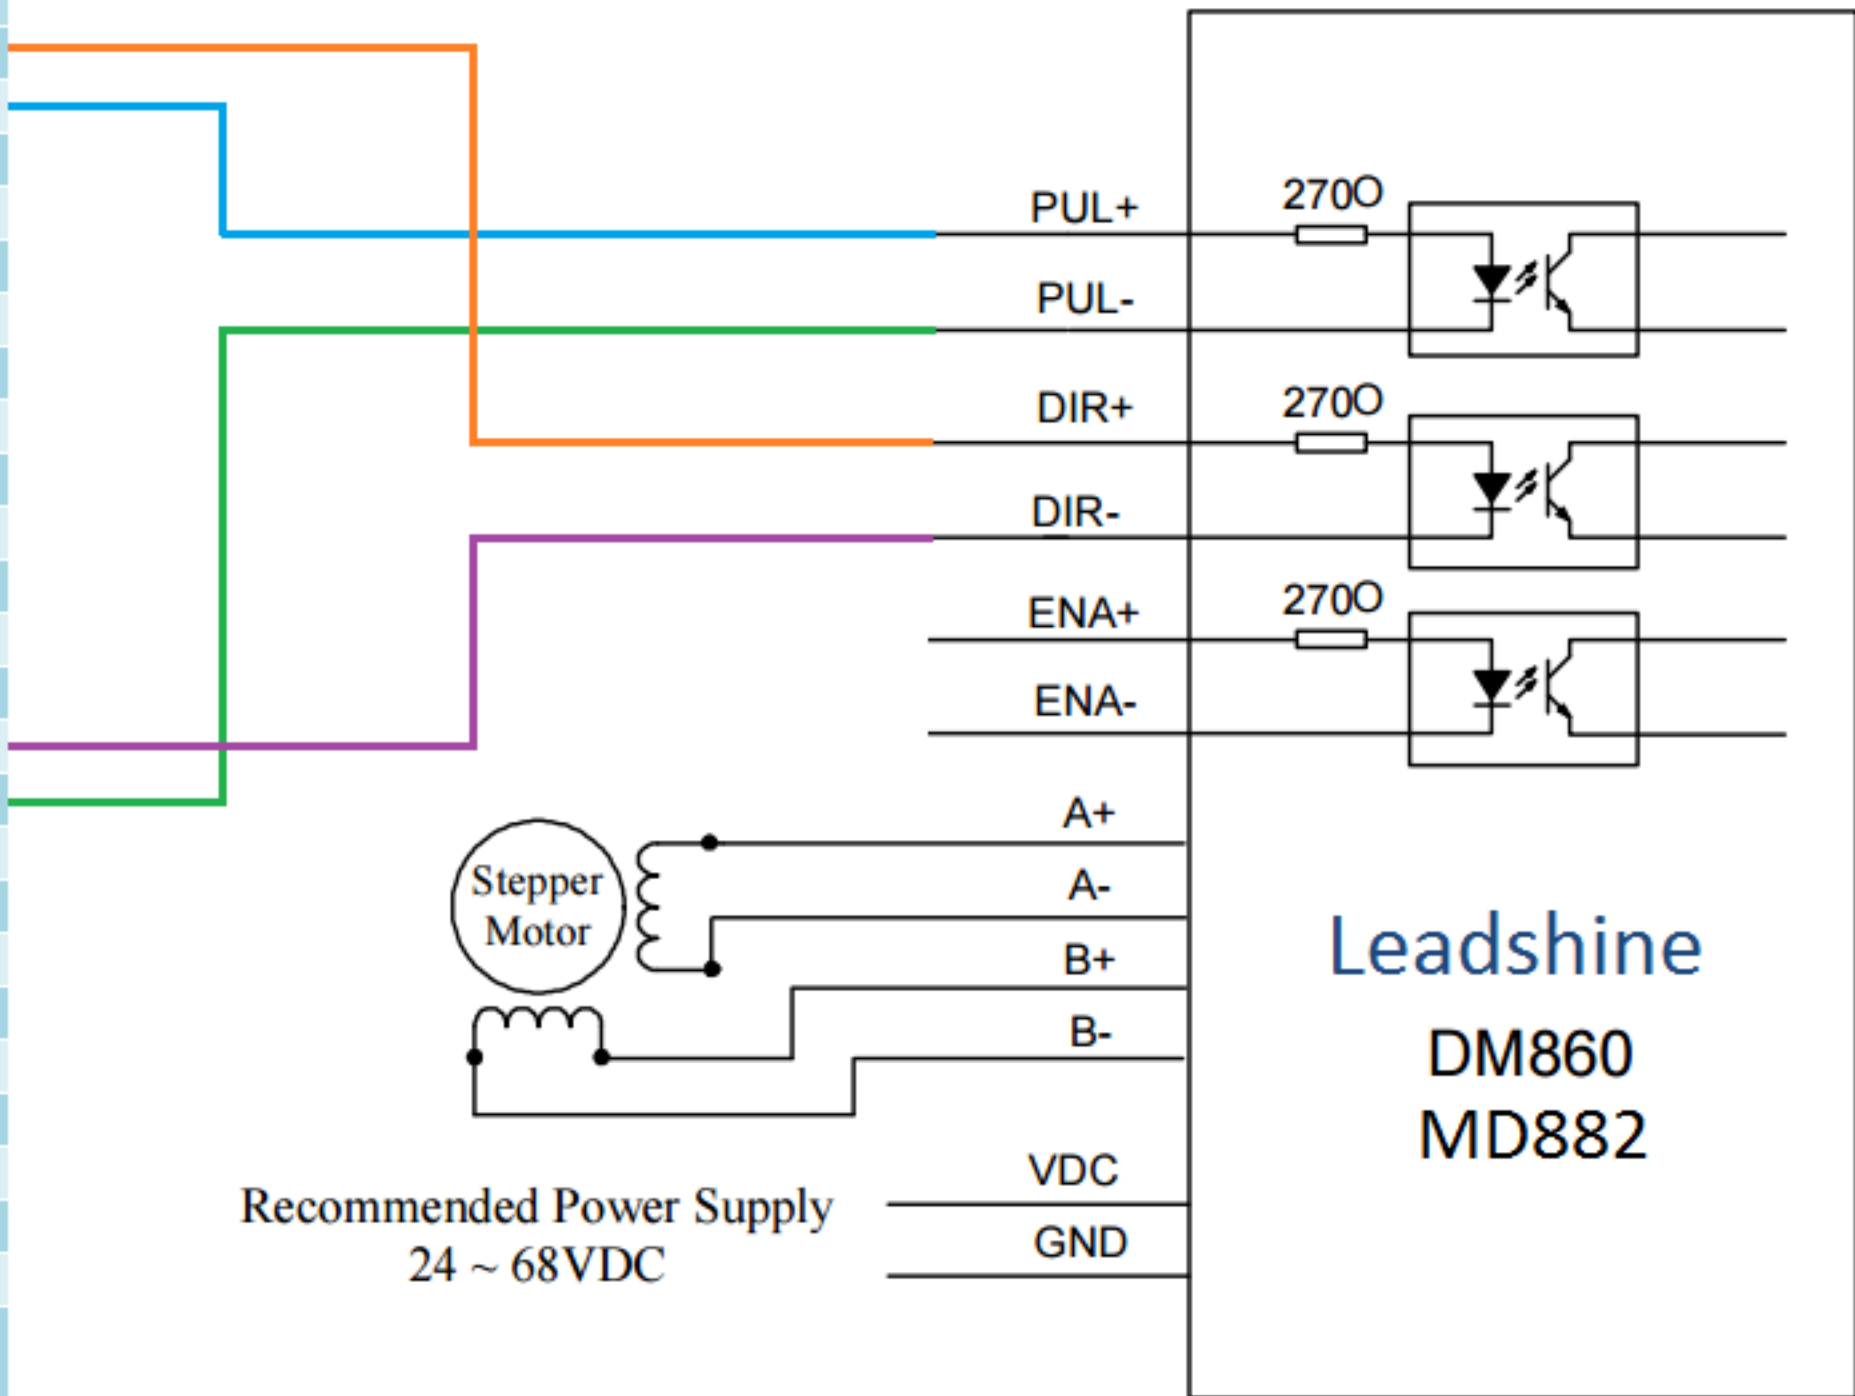 PUL+
270O
PUL-
DIR+
270O
DIR-
ENA+
270O
ENA-
A+
Stepper
Motor
A-
B+
B-
Leadshine
DM860
MD882
VDC
Recommended Power Supply
24 ~ 68VDC
GND